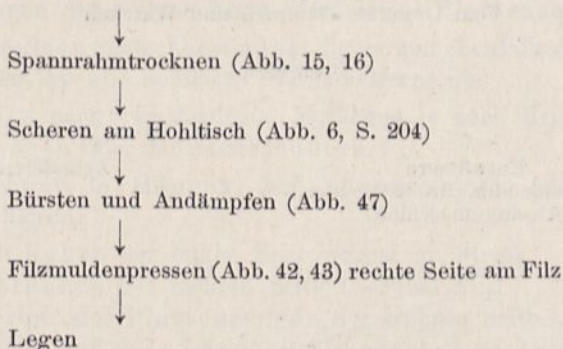 Spannrahmtrocknen (Abb. 15, 16)
Scheren am Hohltisch (Abb. 6, S. 204)
Bürsten und Andämpfen (Abb. 47)
Filzmuldenpressen (Abb. 42, 43) rechte Seite am Filz
Legen